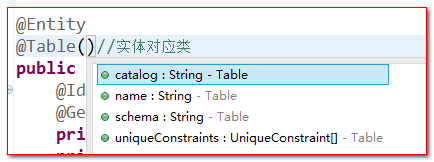 @Entity
@Table()//实体对应类
public
catalog : String - Table
@Id
name : String - Table
@Ge
schema : String - Table
pri
uniqueConstraints : UniqueConstraint[] - Table